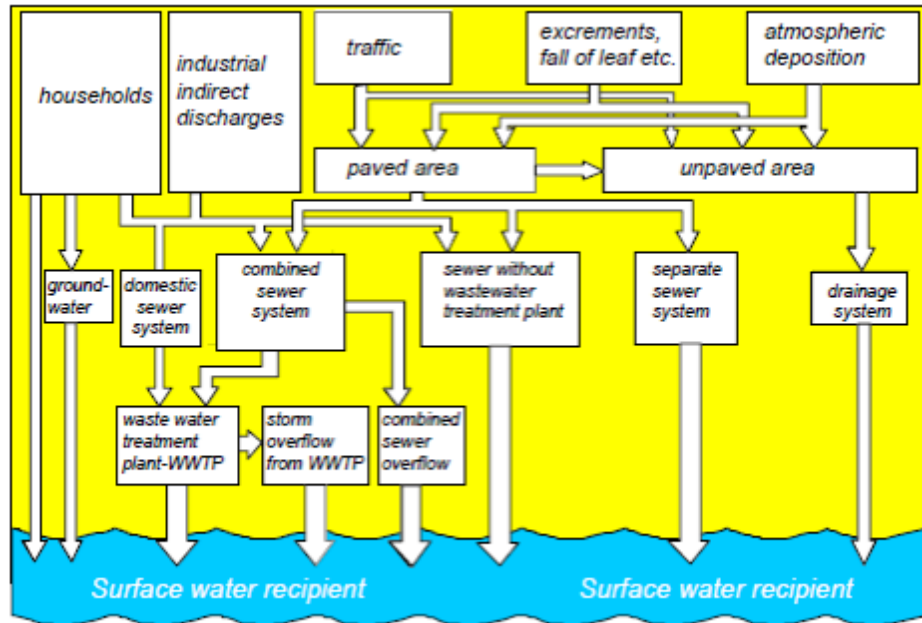 households
industrial
indirect
discharges
traffic
excrements,
fall of leaf etc.
atmospheric
deposition
paved area
unpaved area
ground-
water
domestic
sewer
system
combined
sewer
system
sewer without
wastewater
treatment plant
separate
sewer
system
drainage
system
waste water
treatment
plant-WWTP
storm
overflow
from WWTP
combined
sewer
overflow
Surface water recipient
Surface water recipient